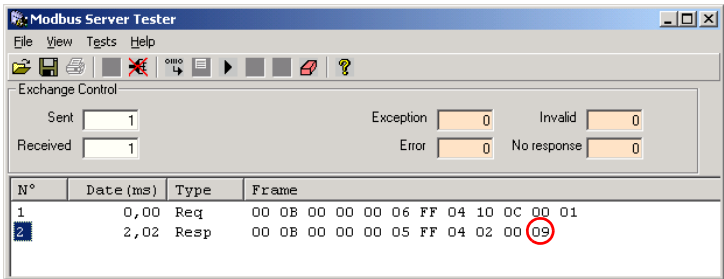 Modbus Server Tester
File View Tests Help
Exchange Control
Sent 1 Exception 0 Invalid 0
Received 1 Error 0 No response 0
N° Date(ms) Type Frame
1 0,00 Req 00 0B 00 00 00 06 FF 04 10 0C 00 01
2 2,02 Resp 00 0B 00 00 00 05 FF 04 02 00 09